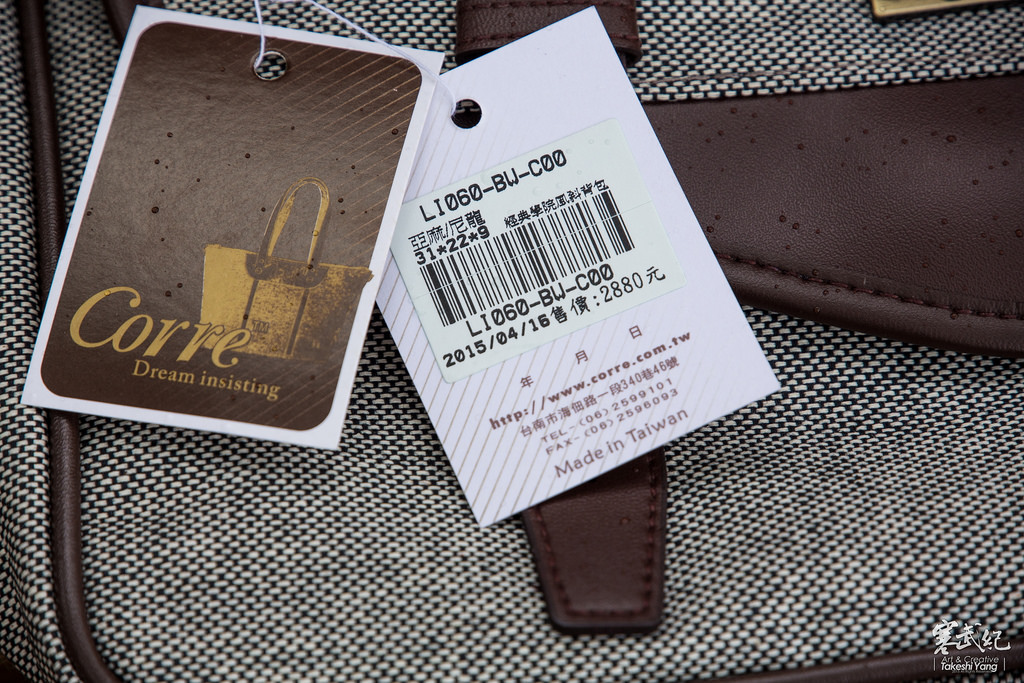 Corre
Dream insisting
LI060-BW-C00
亞麻/尼龍 經典學院風斜背包
31*22*9
LI060-BW-C00
2015/04/16售價:2880元
年 月 日
http://www.corre.com.tw
台南市海佃路一段340巷46號
TEL-(06)2599101
FAX-(06)2596093
Made in Taiwan
寒武紀
Art & Creative
Takeshi Yang